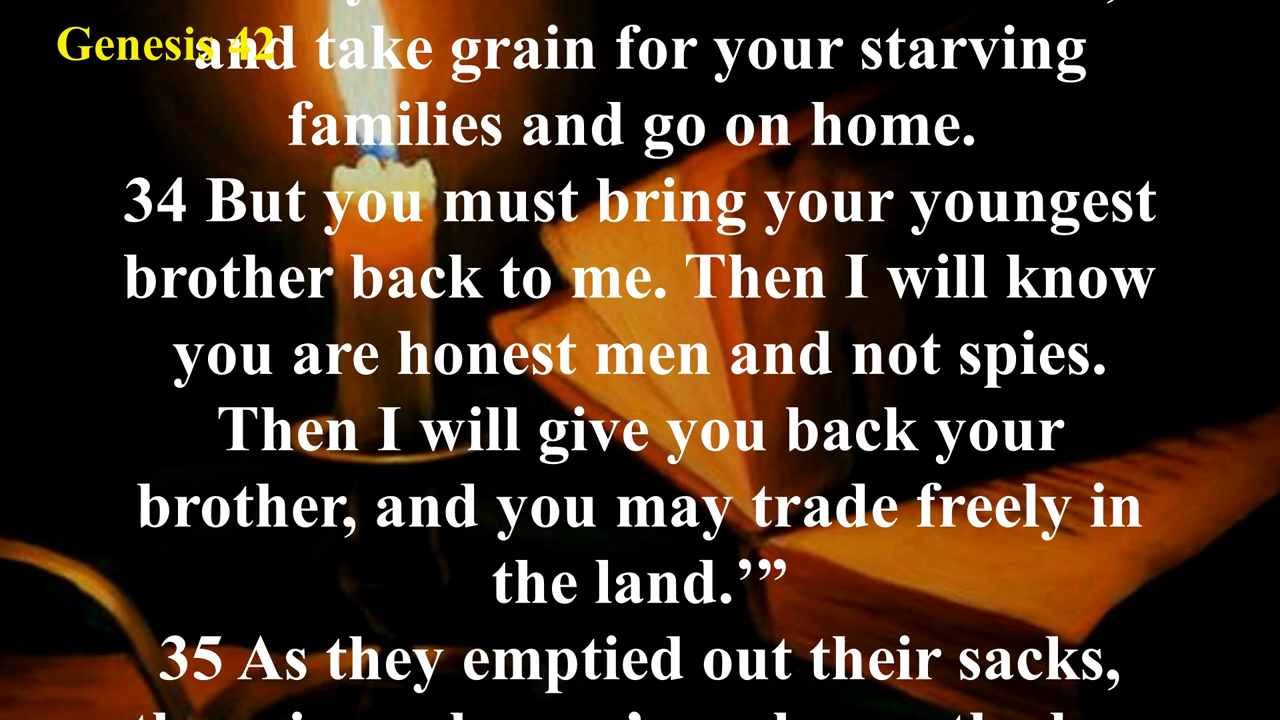 Genesis 42
and take grain for your starving
families and go on home.
34 But you must bring your youngest
brother back to me. Then I will know
you are honest men and not spies.
Then I will give you back your
brother, and you may trade freely in
the land.’”
35 As they emptied out their sacks,